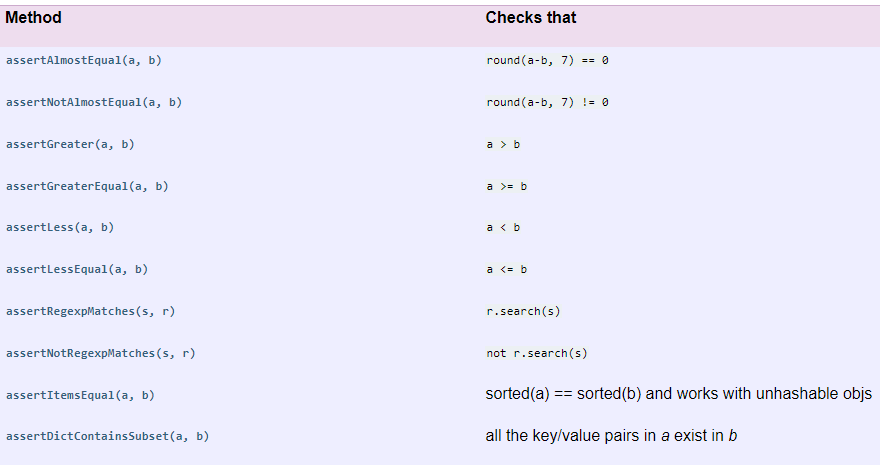 Method Checks that
assertAlmostEqual(a, b) round(a-b, 7) == 0
assertNotAlmostEqual(a, b) round(a-b, 7) != 0
assertGreater(a, b) a > b
assertGreaterEqual(a, b) a >= b
assertLess(a, b) a < b
assertLessEqual(a, b) a <= b
assertRegexpMatches(s, r) r.search(s)
assertNotRegexpMatches(s, r) not r.search(s)
assertItemsEqual(a, b) sorted(a) == sorted(b) and works with unhashable objs
assertDictContainsSubset(a, b) all the key/value pairs in a exist in b